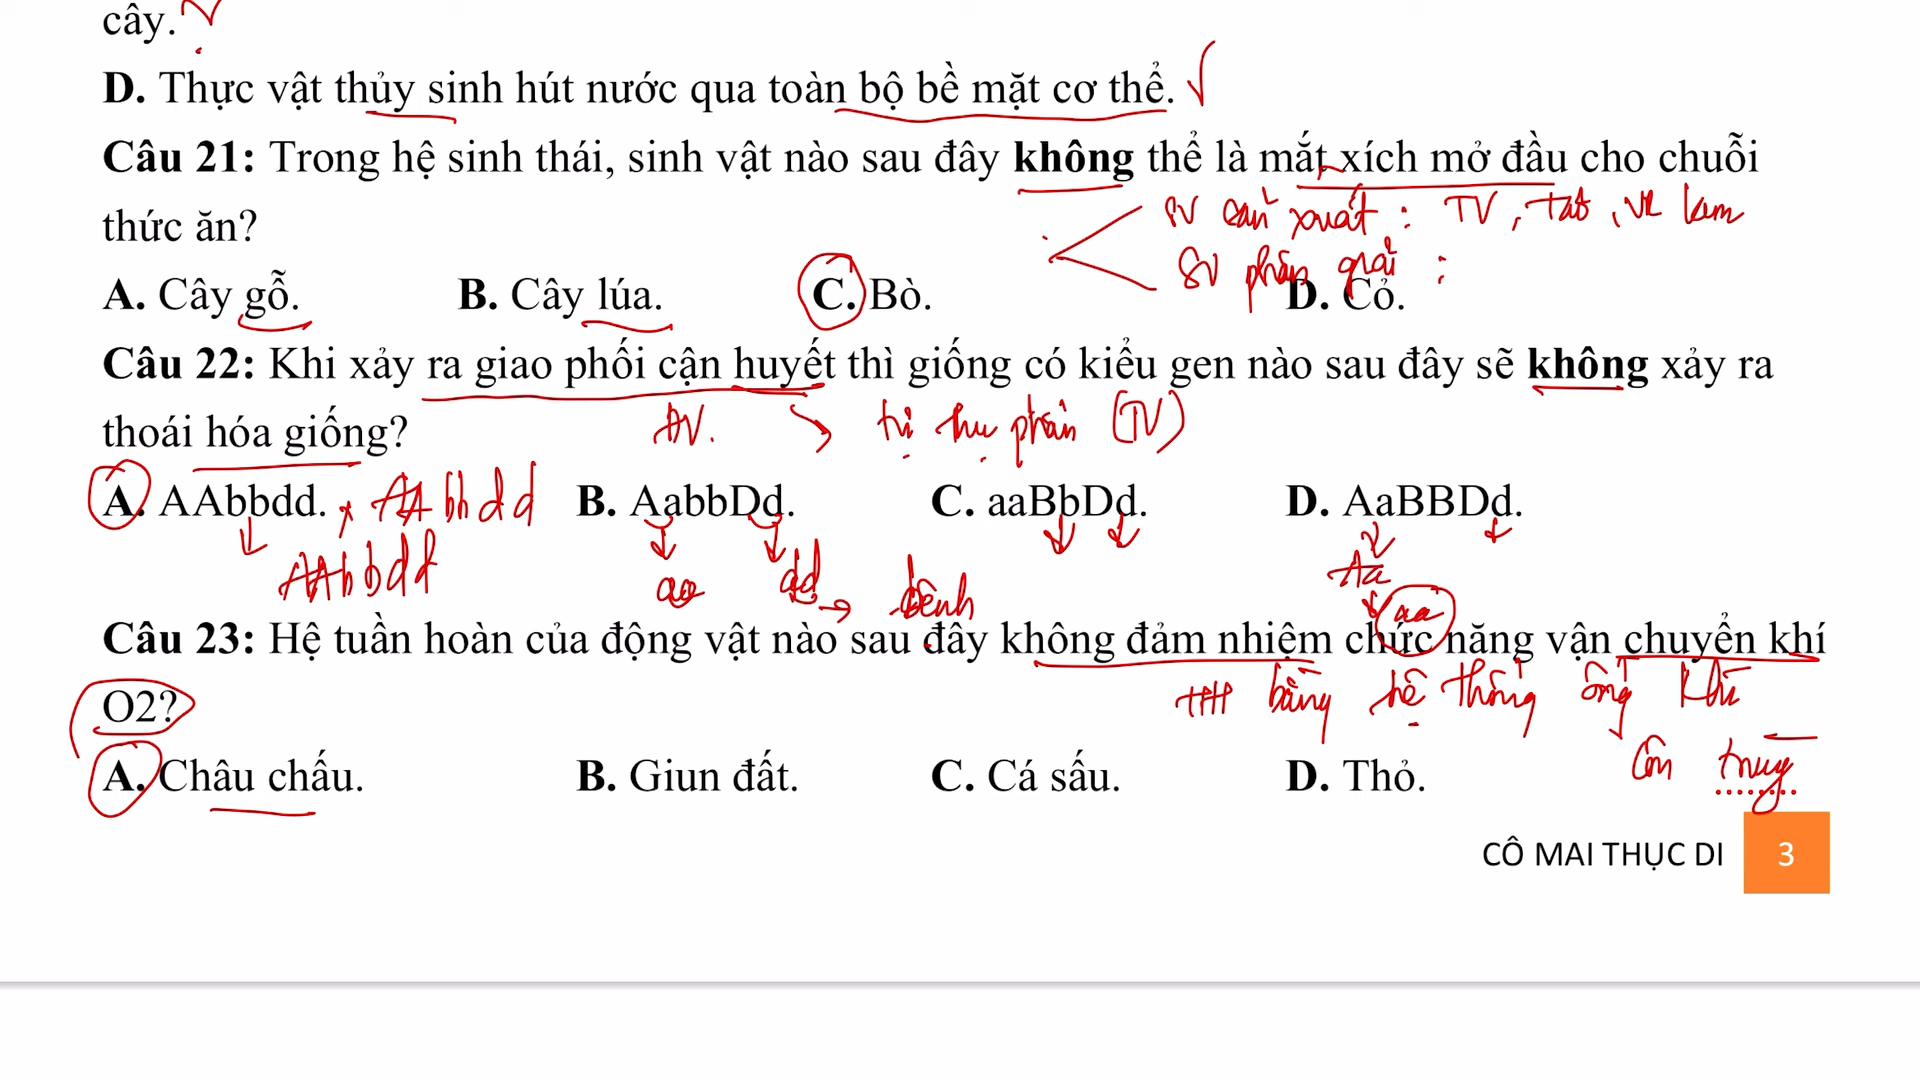 cây.
D. Thực vật thủy sinh hút nước qua toàn bộ bề mặt cơ thể.
Câu 21: Trong hệ sinh thái, sinh vật nào sau đây không thể là mắt xích mở đầu cho chuỗi
thức ăn?
SV sản xuất : TV, tảo, VK lam
SV phân giải :
A. Cây gỗ. B. Cây lúa. C. Bò. D. Cỏ.
Câu 22: Khi xảy ra giao phối cận huyết thì giống có kiểu gen nào sau đây sẽ không xảy ra
thoái hóa giống?
ĐV. tự thụ phấn (TV)
A. AAbbdd. x AAbbdd B. AabbDd. C. aaBbDd. D. AaBBDd.
AAbbdd aa dd bệnh Aa
aa
Câu 23: Hệ tuần hoàn của động vật nào sau đây không đảm nhiệm chức năng vận chuyển khí
O2?
TĐK bằng hệ thống ống khí
A. Châu chấu. B. Giun đất. C. Cá sấu. D. Thỏ.
Côn trùng
CÔ MAI THỤC DI 3